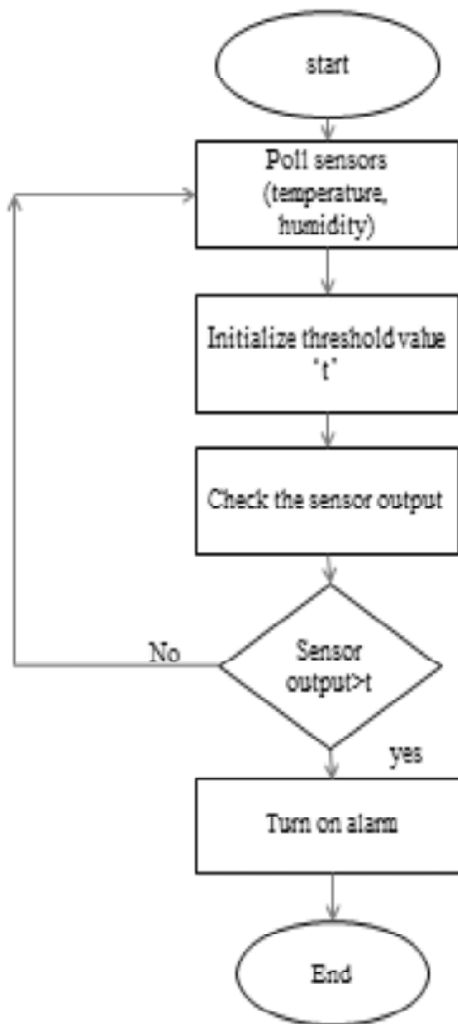 start
Poll sensors
(temperature,
humidity)
Initialize threshold value
"t"
Check the sensor output
Sensor
output>t
No
yes
Turn on alarm
End